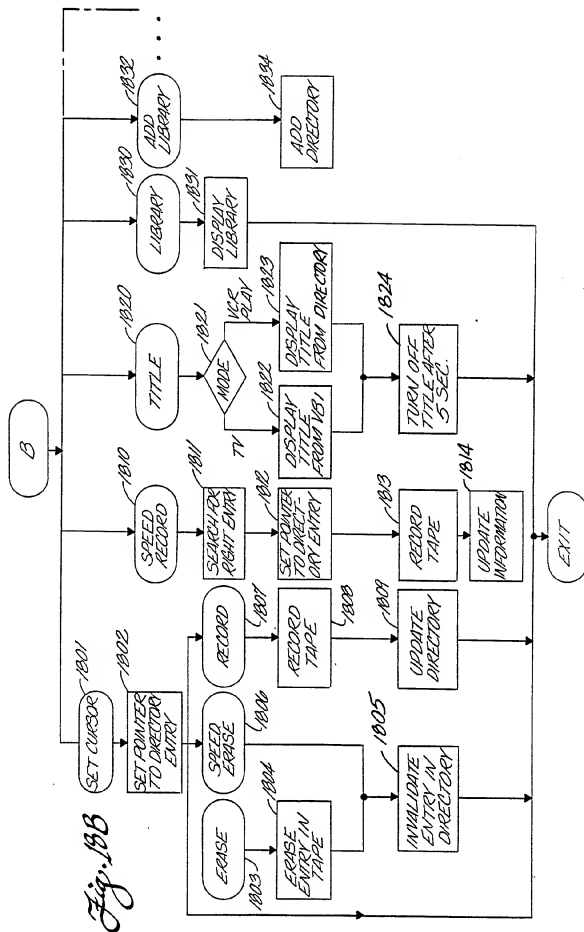 Fig. 18B
B
SET CURSOR
1801
SET POINTER
TO DIRECTORY
ENTRY
1802
ERASE
1803
ERASE
ENTRY IN
TAPE
1804
SPEED
ERASE
1806
INVALIDATE
ENTRY IN
DIRECTORY
1805
RECORD
1807
RECORD
TAPE
1808
UPDATE
DIRECTORY
1809
SPEED
RECORD
1810
SEARCH FOR
RIGHT ENTRY
1811
SET POINTER
TO DIRECT-
ORY ENTRY
1812
RECORD
TAPE
1813
UPDATE
INFORMATION
1814
TITLE
1820
MODE
1821
TV
VCR
PLAY
DISPLAY
TITLE
FROM VBI
1822
DISPLAY
TITLE
FROM DIRECTORY
1823
TURN OFF
TITLE AFTER
5 SEC.
1824
LIBRARY
1830
DISPLAY
LIBRARY
1831
ADD
LIBRARY
1832
ADD
DIRECTORY
1834
EXIT